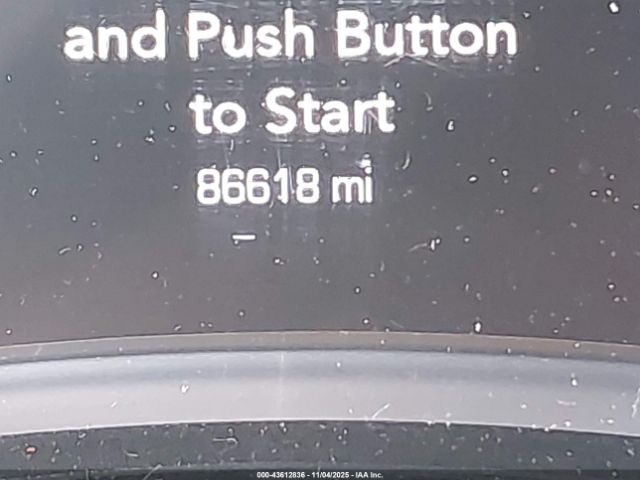 and Push Button
to Start
86618 mi
000-43612836 - 11/04/2025 - IAA Inc.